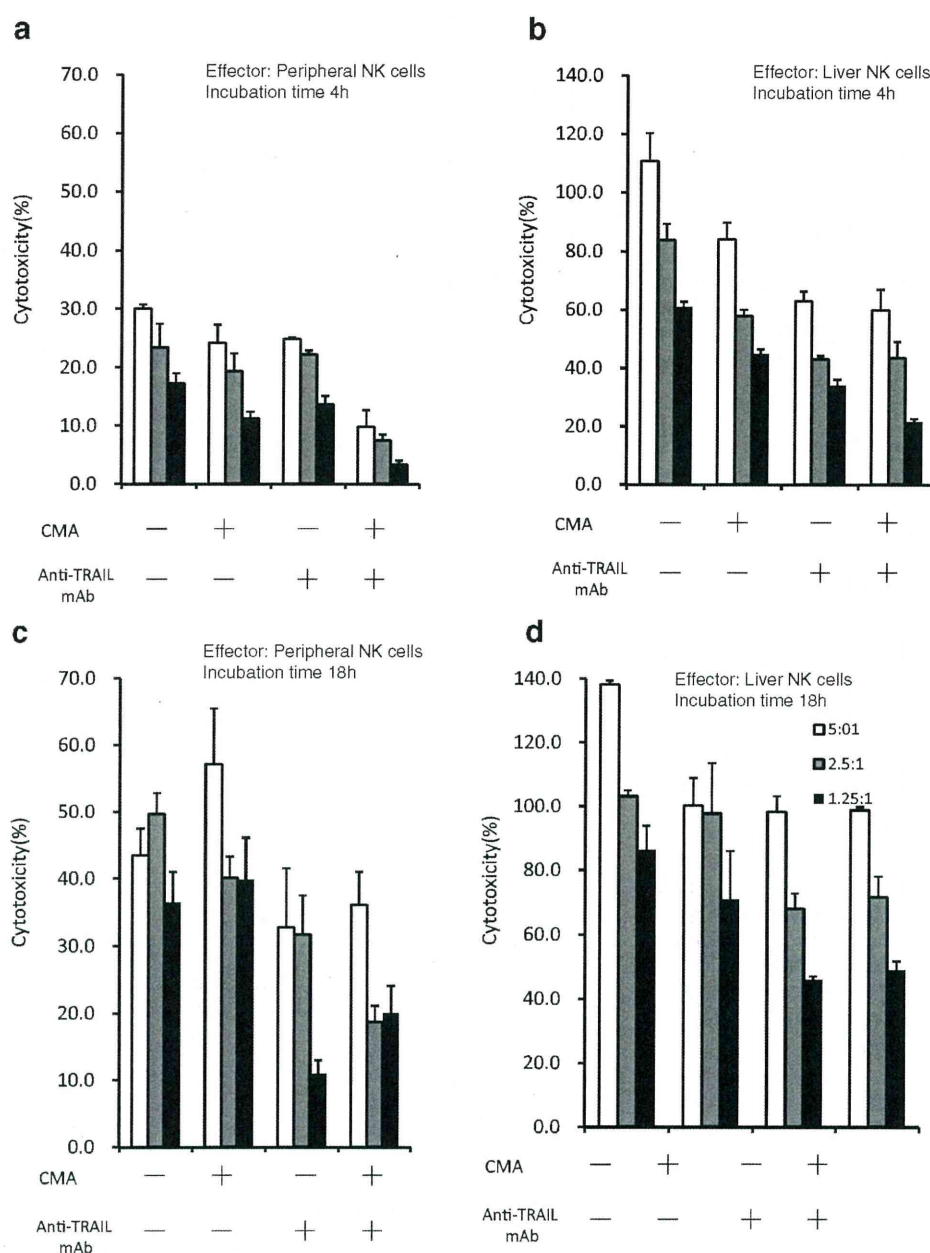 a
Effector: Peripheral NK cells
Incubation time 4h
70.0
60.0
50.0
40.0
30.0
20.0
10.0
0.0
Cytotoxicity(%)
CMA — + — +
Anti-TRAIL
mAb
— — + +
b
Effector: Liver NK cells
Incubation time 4h
140.0
120.0
100.0
80.0
60.0
40.0
20.0
0.0
Cytotoxicity(%)
CMA — + — +
Anti-TRAIL
mAb
— — + +
c
Effector: Peripheral NK cells
Incubation time 18h
70.0
60.0
50.0
40.0
30.0
20.0
10.0
0.0
Cytotoxicity(%)
CMA — + — +
Anti-TRAIL
mAb
— — + +
d
Effector: Liver NK cells
Incubation time 18h
5:01
2.5:1
1.25:1
140.0
120.0
100.0
80.0
60.0
40.0
20.0
0.0
Cytotoxicity(%)
CMA — + — +
Anti-TRAIL
mAb
— — + +